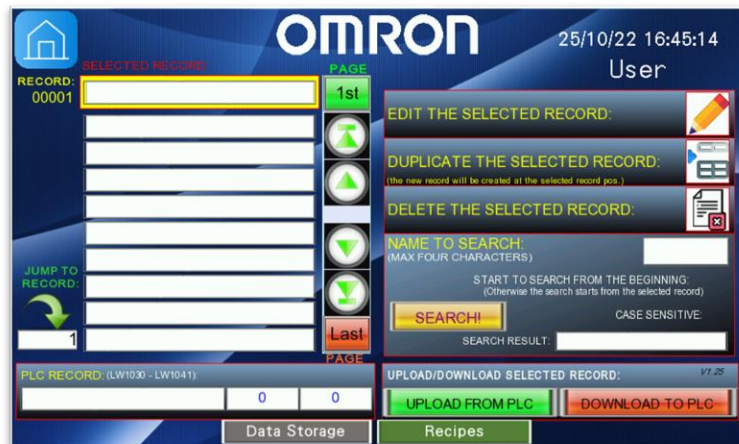 OMRON
25/10/22 16:45:14
User
SELECTED RECORD
PAGE
RECORD:
00001
1st
EDIT THE SELECTED RECORD:
DUPLICATE THE SELECTED RECORD:
(the new record will be created at the selected record pos.)
DELETE THE SELECTED RECORD:
NAME TO SEARCH:
(MAX FOUR CHARACTERS)
START TO SEARCH FROM THE BEGINNING:
(Otherwise the search starts from the selected record)
JUMP TO
RECORD:
1
SEARCH!
CASE SENSITIVE:
SEARCH RESULT:
Last
PAGE
PLC RECORD: (LW1030 - LW1041):
0 0
UPLOAD/DOWNLOAD SELECTED RECORD:
V1.25
UPLOAD FROM PLC
DOWNLOAD TO PLC
Data Storage
Recipes